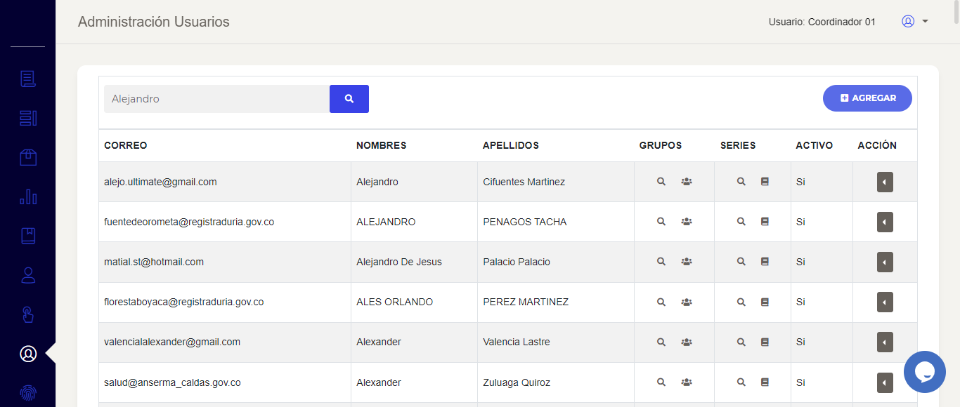 Administración Usuarios
Usuario: Coordinador 01
Alejandro
AGREGAR
CORREO NOMBRES APELLIDOS GRUPOS SERIES ACTIVO ACCIÓN
alejo.ultimate@gmail.com Alejandro Cifuentes Martinez Si
fuentedeorometa@registraduria.gov.co ALEJANDRO PENAGOS TACHA Si
matial.st@hotmail.com Alejandro De Jesus Palacio Palacio Si
florestaboyaca@registraduria.gov.co ALES ORLANDO PEREZ MARTINEZ Si
valencialalexander@gmail.com Alexander Valencia Lastre Si
salud@anserma_caldas.gov.co Alexander Zuluaga Quiroz Si